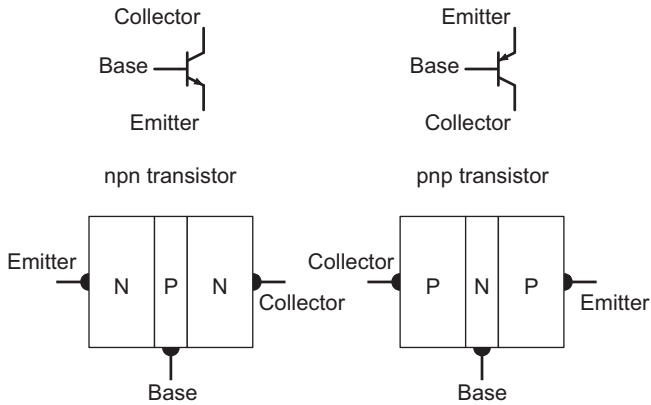 Collector
Base
Emitter
Emitter
Base
Collector
npn transistor
pnp transistor
Emitter
N
P
N
Collector
Base
Collector
P
N
P
Emitter
Base